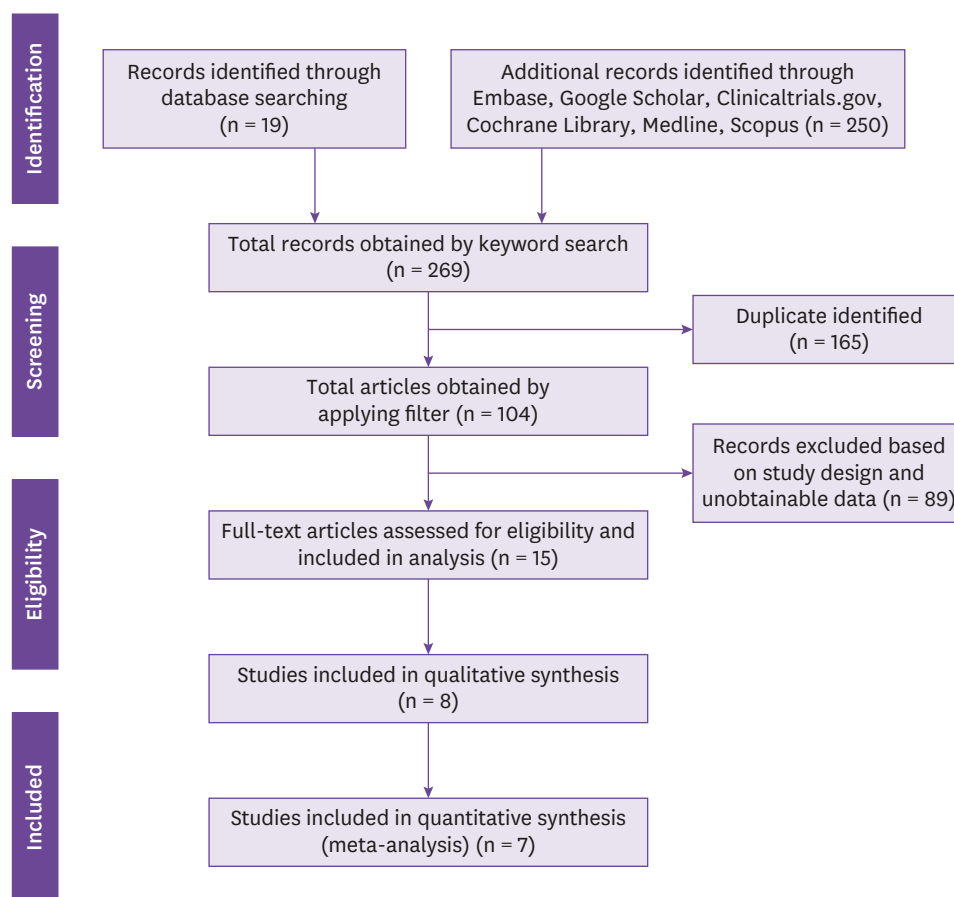 Identification
Records identified through
database searching
(n = 19)
Additional records identified through
Embase, Google Scholar, Clinicaltrials.gov,
Cochrane Library, Medline, Scopus (n = 250)
Screening
Total records obtained by keyword search
(n = 269)
Duplicate identified
(n = 165)
Total articles obtained by
applying filter (n = 104)
Records excluded based
on study design and
unobtainable data (n = 89)
Eligibility
Full-text articles assessed for eligibility and
included in analysis (n = 15)
Studies included in qualitative synthesis
(n = 8)
Included
Studies included in quantitative synthesis
(meta-analysis) (n = 7)